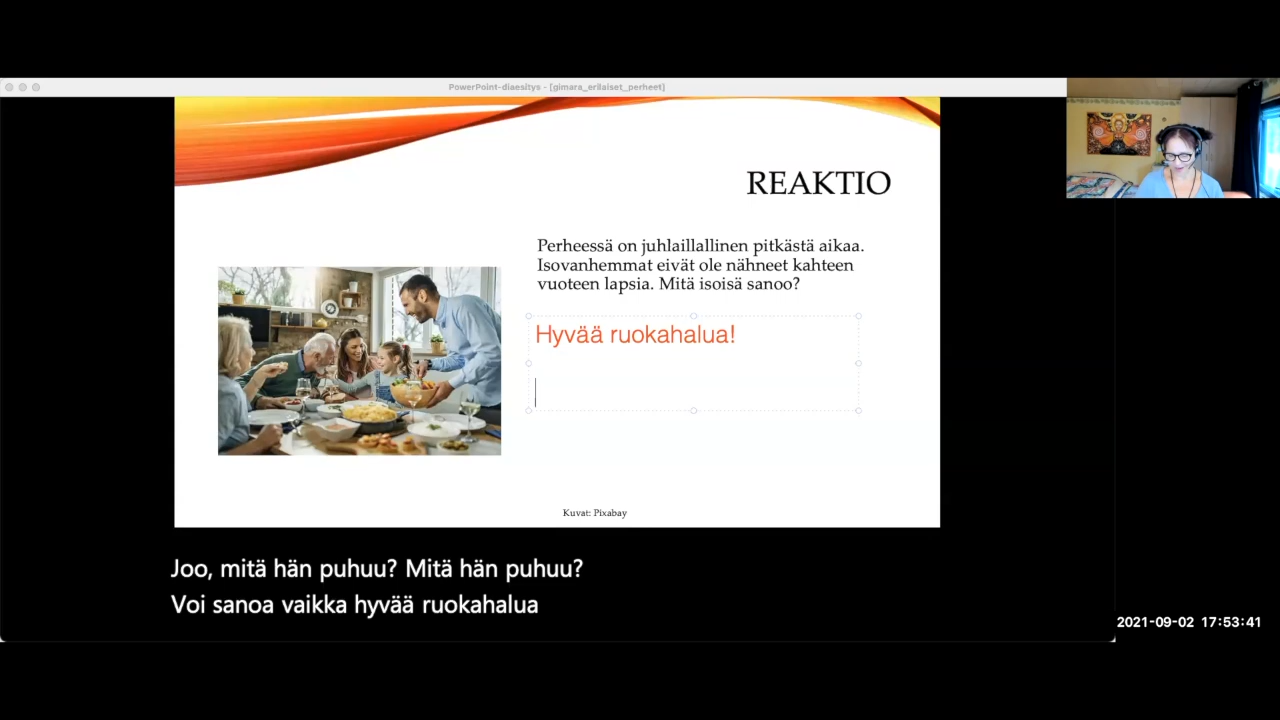 PowerPoint-diaesitys - [gimara_erilaiset_perheet]
REAKTIO
Perheessä on juhlaillallinen pitkästä aikaa.
Isovanhemmat eivät ole nähneet kahteen
vuoteen lapsia. Mitä isoisä sanoo?
Hyvää ruokahalua!
Kuvat: Pixabay
Joo, mitä hän puhuu? Mitä hän puhuu?
Voi sanoa vaikka hyvää ruokahalua
2021-09-02 17:53:41